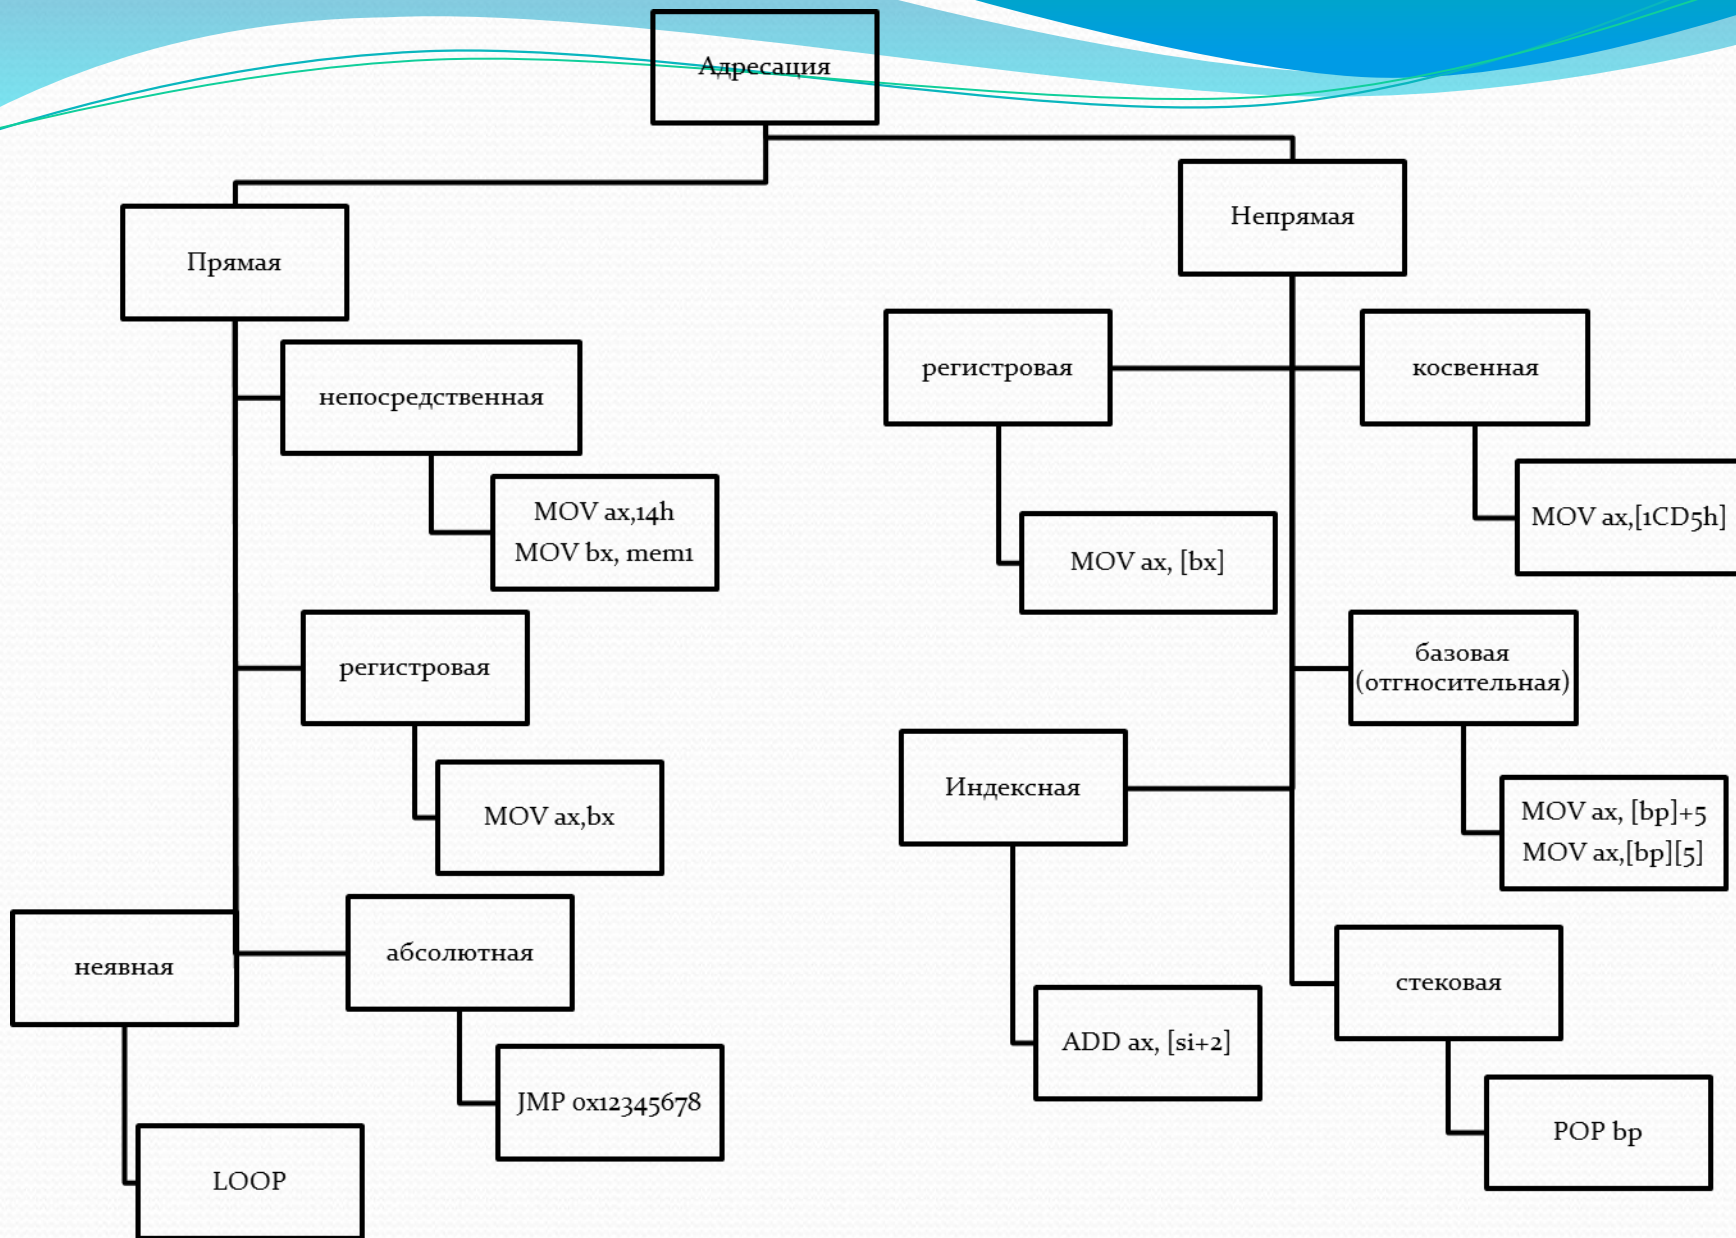 Адресация
Прямая
непосредственная
MOV ax,14h
MOV bx, mem1
регистровая
MOV ax,bx
неявная
LOOP
абсолютная
JMP 0x12345678
Непрямая
регистровая
MOV ax, [bx]
косвенная
MOV ax,[1CD5h]
базовая
(отгносительная)
MOV ax, [bp]+5
MOV ax,[bp][5]
Индексная
ADD ax, [si+2]
стековая
POP bp